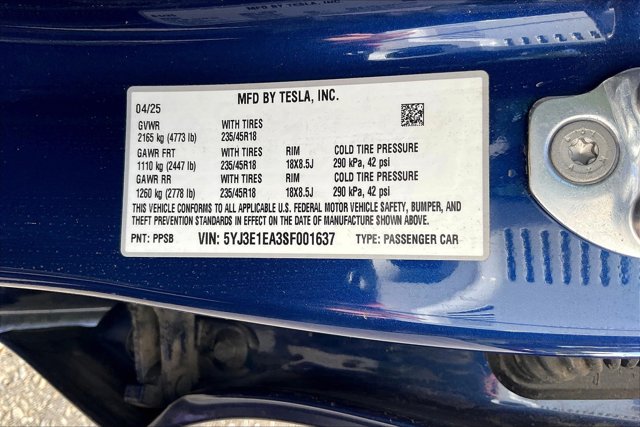 MFD BY TESLA, INC.
04/25
GVWR WITH TIRES
2165 kg (4773 lb) 235/45R18
GAWR FRT WITH TIRES RIM COLD TIRE PRESSURE
1110 kg (2447 lb) 235/45R18 18X8.5J 290 kPa, 42 psi
GAWR RR WITH TIRES RIM COLD TIRE PRESSURE
1260 kg (2778 lb) 235/45R18 18X8.5J 290 kPa, 42 psi
THIS VEHICLE CONFORMS TO ALL APPLICABLE U.S. FEDERAL MOTOR VEHICLE SAFETY, BUMPER, AND
THEFT PREVENTION STANDARDS IN EFFECT ON THE DATE OF MANUFACTURE SHOWN ABOVE.
PNT: PPSB VIN: 5YJ3E1EA3SF001637 TYPE: PASSENGER CAR